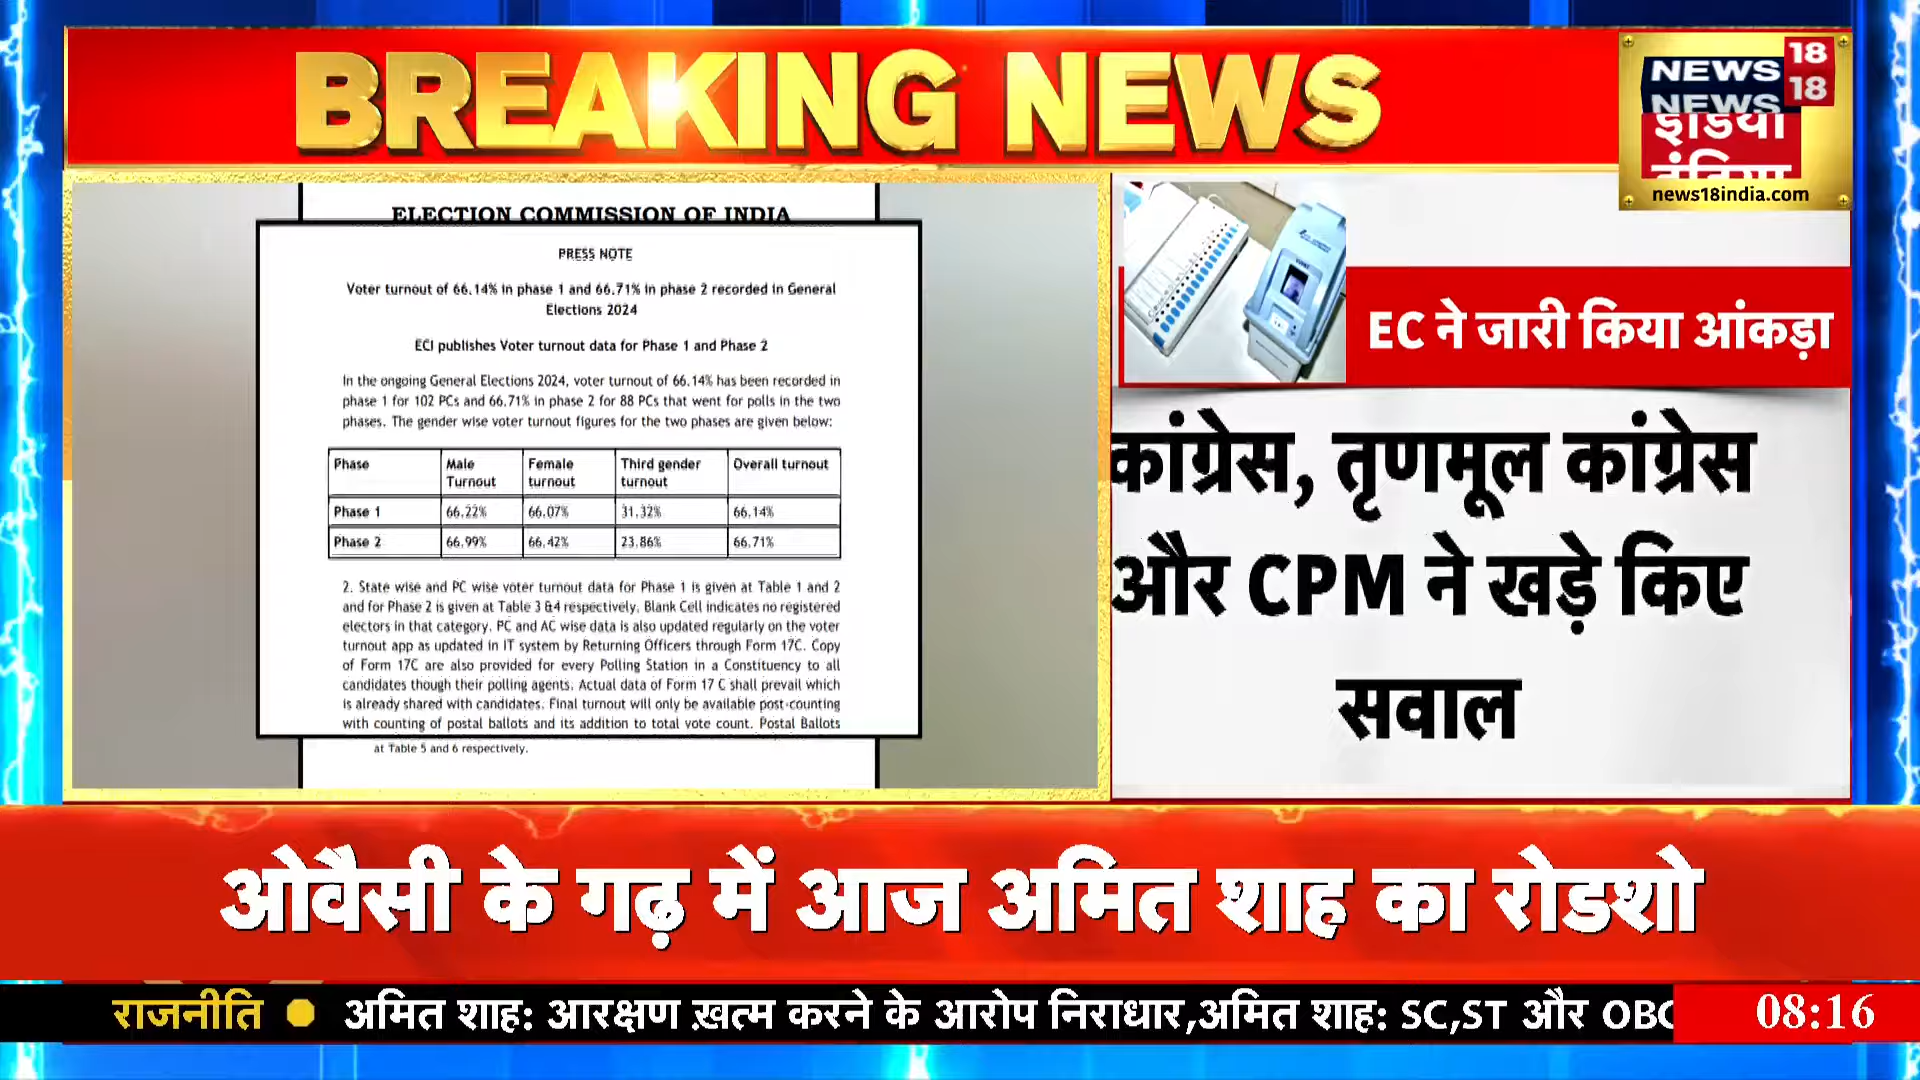 BREAKING NEWS
NEWS 18
NEWS 18
इंडिया
news18india.com
ELECTION COMMISSION OF INDIA
PRESS NOTE
Voter turnout of 66.14% in phase 1 and 66.71% in phase 2 recorded in General
Elections 2024
ECI publishes Voter turnout data for Phase 1 and Phase 2
In the ongoing General Elections 2024, voter turnout of 66.14% has been recorded in
phase 1 for 102 PCs and 66.71% in phase 2 for 88 PCs that went for polls in the two
phases. The gender wise voter turnout figures for the two phases are given below:
Phase Male Turnout Female turnout Third gender turnout Overall turnout
Phase 1 66.22% 66.07% 31.32% 66.14%
Phase 2 66.99% 66.42% 23.86% 66.71%
2. State wise and PC wise voter turnout data for Phase 1 is given at Table 1 and 2
and for Phase 2 is given at Table 3 &4 respectively. Blank Cell indicates no registered
electors in that category. PC and AC wise data is also updated regularly on the voter
turnout app as updated in IT system by Returning Officers through Form 17C. Copy
of Form 17C are also provided for every Polling Station in a Constituency to all
candidates though their polling agents. Actual data of Form 17 C shall prevail which
is already shared with candidates. Final turnout will only be available post-counting
with counting of postal ballots and its addition to total vote count. Postal Ballots
at Table 5 and 6 respectively.
EC ने जारी किया आंकड़ा
कांग्रेस, तृणमूल कांग्रेस
और CPM ने खड़े किए
सवाल
ओवैसी के गढ़ में आज अमित शाह का रोडशो
राजनीति अमित शाह: आरक्षण ख़त्म करने के आरोप निराधार,अमित शाह: SC,ST और OBC
08:16